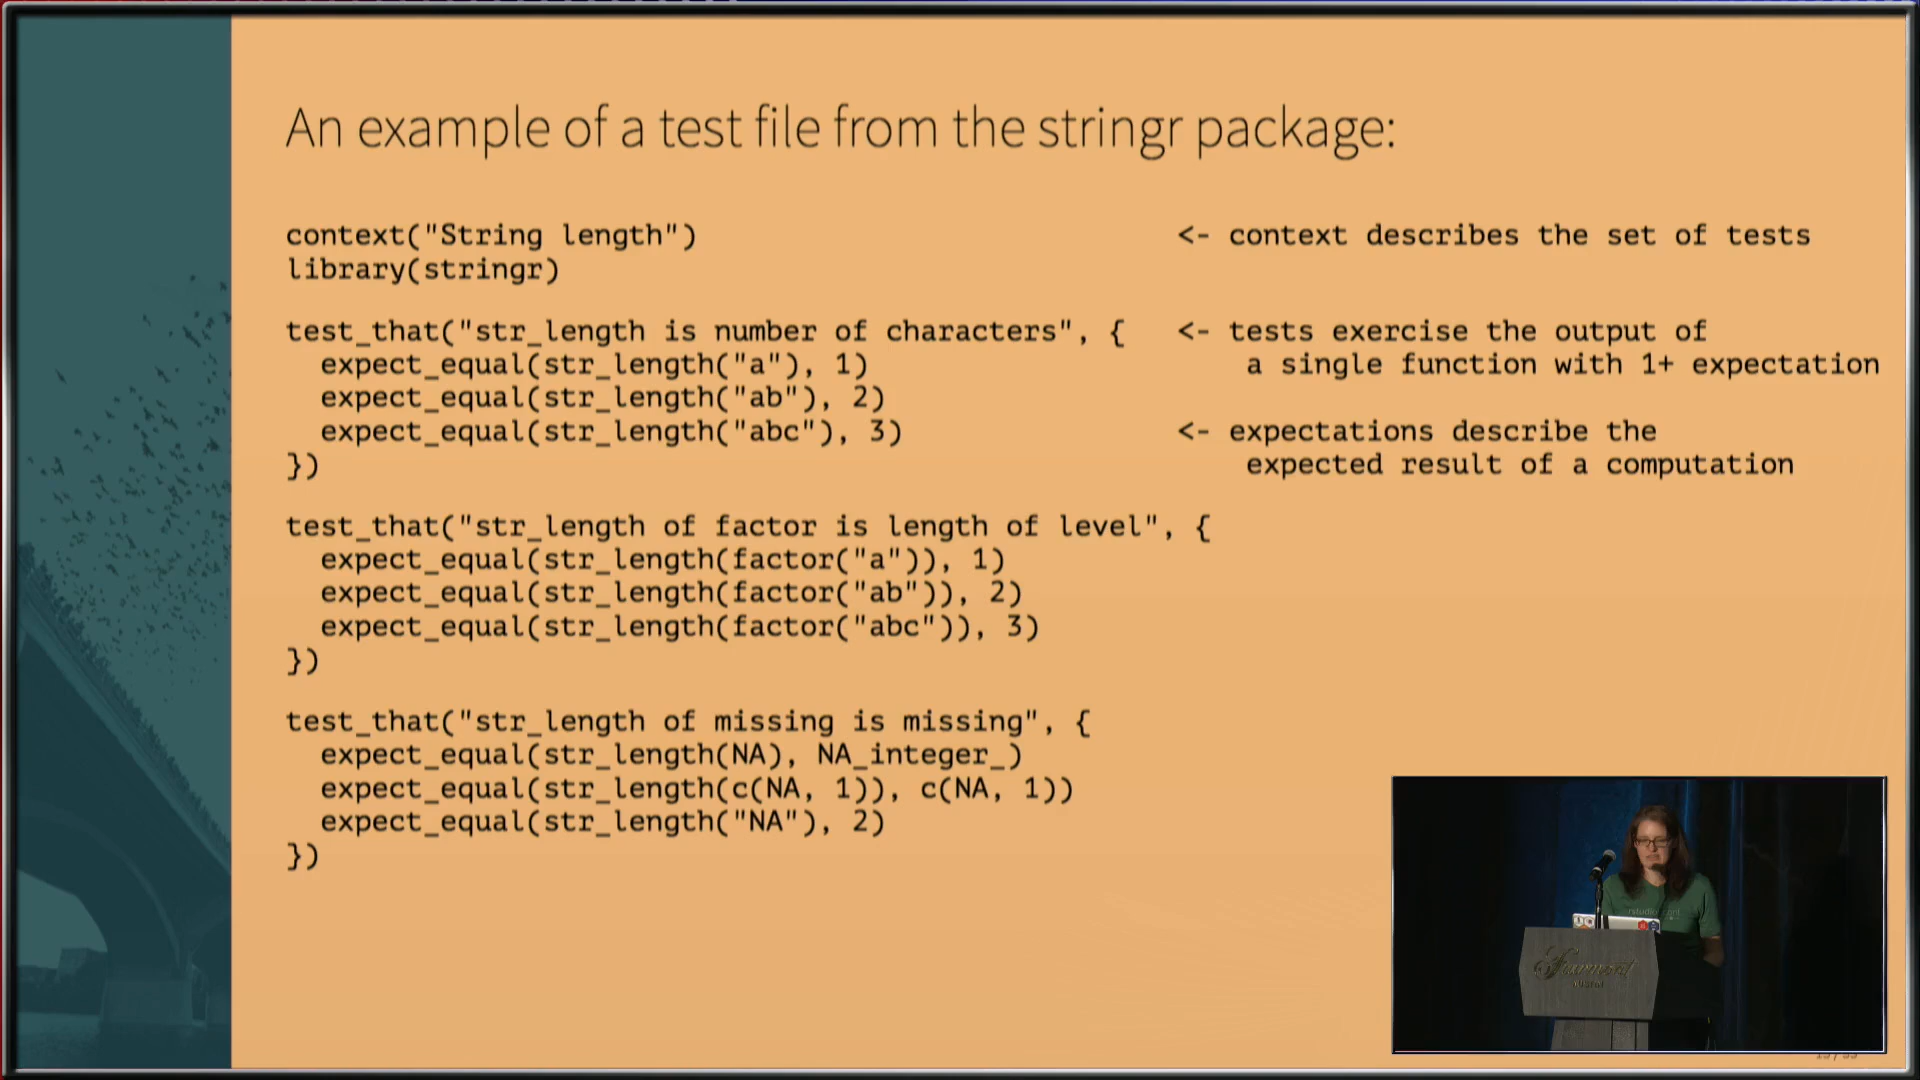 An example of a test file from the stringr package:
context("String length") <- context describes the set of tests
library(stringr)
test_that("str_length is number of characters", { <- tests exercise the output of
expect_equal(str_length("a"), 1) a single function with 1+ expectation
expect_equal(str_length("ab"), 2)
expect_equal(str_length("abc"), 3) <- expectations describe the
}) expected result of a computation
test_that("str_length of factor is length of level", {
expect_equal(str_length(factor("a")), 1)
expect_equal(str_length(factor("ab")), 2)
expect_equal(str_length(factor("abc")), 3)
})
test_that("str_length of missing is missing", {
expect_equal(str_length(NA), NA_integer_)
expect_equal(str_length(c(NA, 1)), c(NA, 1))
expect_equal(str_length("NA"), 2)
})
Fairmont